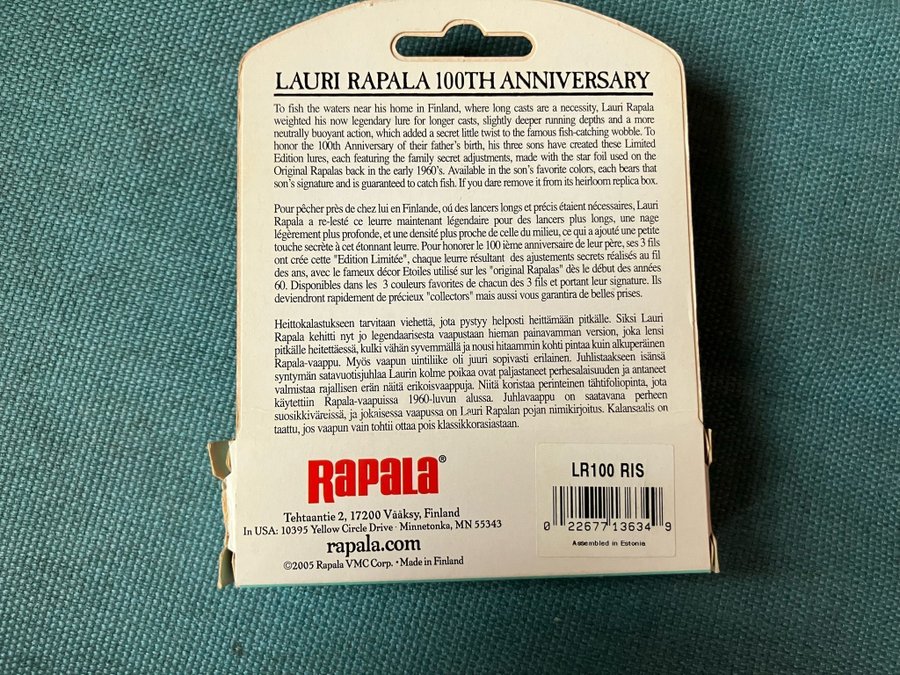 LAURI RAPALA 100TH ANNIVERSARY
To fish the waters near his home in Finland, where long casts are a necessity, Lauri Rapala
weighted his now legendary lure for longer casts, slightly deeper running depths and a more
neutrally buoyant action, which added a secret little twist to the famous fish-catching wobble. To
honor the 100th Anniversary of their father's birth, his three sons have created these Limited
Edition lures, each featuring the family secret adjustments, made with the star foil used on the
Original Rapalas back in the early 1960's. Available in the son's favorite colors, each bears that
son's signature and is guaranteed to catch fish. If you dare remove it from its heirloom replica box.
Pour pêcher près de chez lui en Finlande, oú des lancers longs et précis étaient nécessaires, Lauri
Rapala a re-lesté ce leurre maintenant légendaire pour des lancers plus longs, une nage
légèrement plus profonde, et une densité plus proche de celle du milieu, ce qui a ajouté une petite
touche secrète à cet étonnant leurre. Pour honorer le 100 ième anniversaire de leur père, ses 3 fils
ont crée cette "Edition Limitée", chaque leurre résultant des ajustements secrets réalisés au fil
des ans, avec le fameux décor Etoiles utilisé sur les "original Rapalas" dès le début des années
60. Disponibles dans les 3 couleurs favorites de chacun des 3 fils et portant leur signature. Ils
deviendront rapidement de précieux "collectors" mais aussi vous garantira de belles prises.
Heittokalastukseen tarvitaan viehettä, jota pystyy helposti heittämään pitkälle. Siksi Lauri
Rapala kehitti nyt jo legendaarisesta vaapustaan hieman painavamman version, joka lensi
pitkälle heitettäessä, kulki vähän syvemmällä ja nousi hitaammin kohti pintaa kuin alkuperäinen
Rapala-vaappu. Myös vaapun uintiliike oli juuri sopivasti erilainen. Juhlistaakseen isänsä
syntymän satavuotisjuhlaa Laurin kolme poikaa ovat paljastaneet perhesalaisuuden ja antaneet
valmistaa rajallisen erän näitä erikoisvaappuja. Niitä koristaa perinteinen tähtifoliopinta, jota
käytettiin Rapala-vaapuissa 1960-luvun alussa. Juhlavaappu on saatavana perheen
suosikkiväreissä, ja jokaisessa vaapussa on Lauri Rapalan pojan nimikirjoitus. Kalansaalis on
taattu, jos vaapun vain tohtii ottaa pois klassikkorasiastaan.
Rapala®
Tehtaantie 2, 17200 Vääksy, Finland
In USA: 10395 Yellow Circle Drive · Minnetonka, MN 55343
rapala.com
©2005 Rapala VMC Corp. • Made in Finland
LR100 RIS
0 22677 13634 9
Assembled in Estonia